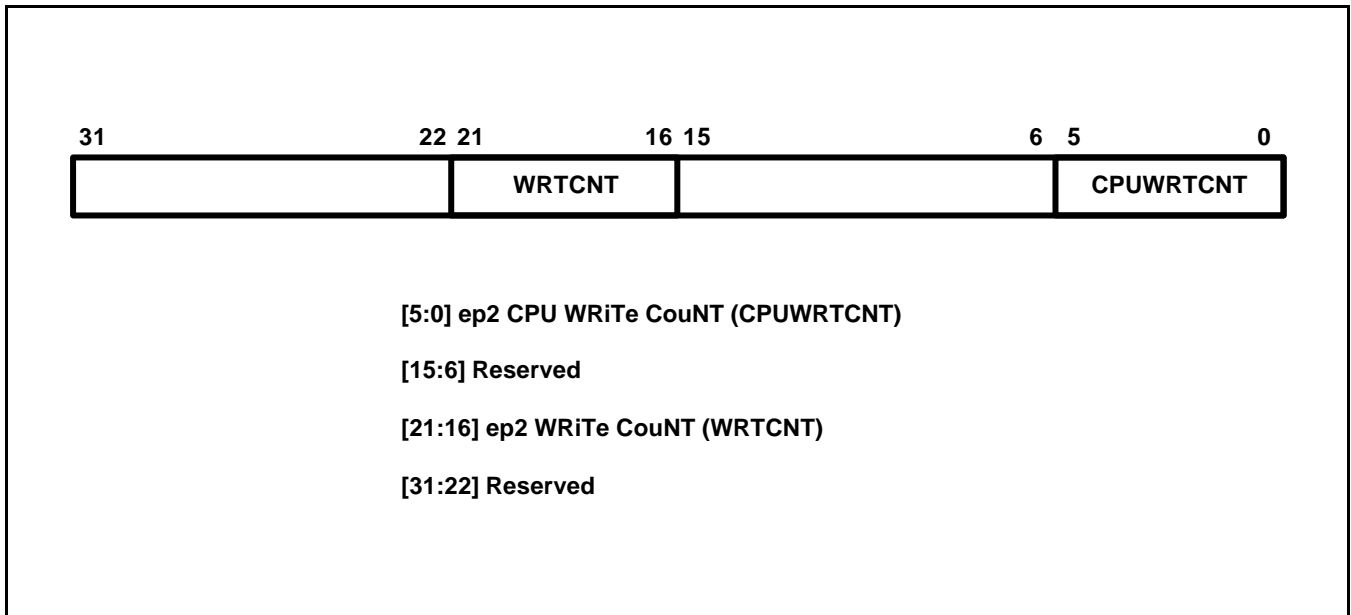 31 22 21 16 15 6 5 0
WRTCNT CPUWRTCNT
[5:0] ep2 CPU WRiTe CouNT (CPUWRTCNT)
[15:6] Reserved
[21:16] ep2 WRiTe CouNT (WRTCNT)
[31:22] Reserved